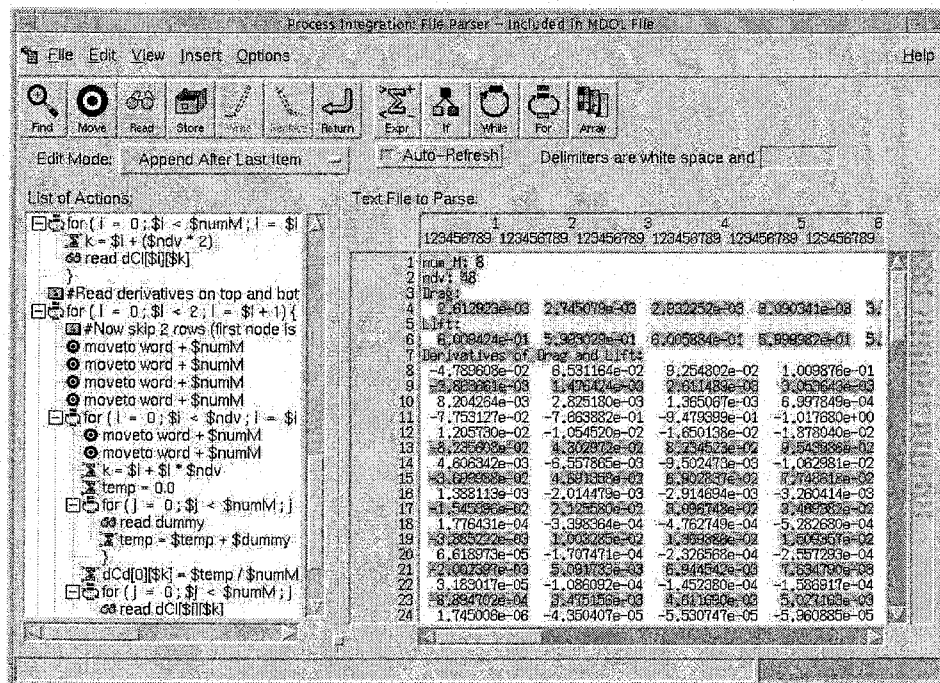 Process Integration: File Parser - Included in MDOL File
File Edit View Insert Options Help
Find Move Read Store Return Expr If While For Array
Edit Mode: Append After Last Item Auto-Refresh Delimiters are white space and
List of Actions:
for ( i = 0 ; $i < $numM ; i = $i
k = $i + ($ndv * 2)
read dCl[$i][$k]
}
#Read derivatives on top and bot
for ( l = 0 ; $l < 2 ; l = $l + 1 ) {
#Now skip 2 rows (first node is
moveto word + $numM
moveto word + $numM
moveto word + $numM
moveto word + $numM
for ( i = 0 ; $i < $ndv ; i = $i
moveto word + $numM
moveto word + $numM
k = $i + $l * $ndv
temp = 0.0
for ( j = 0 ; $j < $numM ; j
read dummy
temp = $temp + $dummy
}
dCd[0][$k] = $temp / $numM
for ( j = 0 ; $j < $numM ; j
read dCl[$j][$k]
Text File to Parse:
1 2 3 4 5 6
123456789 123456789 123456789 123456789 123456789 123456789
1 num_M: 8
2 ndv: 48
3 Drag:
4 2.612923e-03 2.745079e-03 2.932252e-03 3.090341e-03 3.
5 Lift:
6 6.009424e-01 5.983029e-01 6.005884e-01 5.999982e-01 5.
7 Derivatives of Drag and Lift:
8 -4.789608e-02 6.531164e-02 9.254802e-02 1.009876e-01
9
10 8.204264e-03 2.825180e-03 1.365067e-03 6.997849e-04
11 -7.753127e-02 -7.663882e-01 -9.479399e-01 -1.017680e+00
12 1.205730e-02 -1.054520e-02 -1.650138e-02 -1.878040e-02
13
14 4.606342e-03 -6.557865e-03 -9.502473e-03 -1.062981e-02
15
16 1.388113e-03 -2.014479e-03 -2.914694e-03 -3.260414e-03
17
18 1.776431e-04 -3.398364e-04 -4.762749e-04 -5.282680e-04
19
20 6.618973e-05 -1.707471e-04 -2.326568e-04 -2.557293e-04
21
22 3.183017e-05 -1.086092e-04 -1.452380e-04 -1.586917e-04
23
24 1.745008e-06 -4.350407e-05 -5.530747e-05 -5.960885e-05